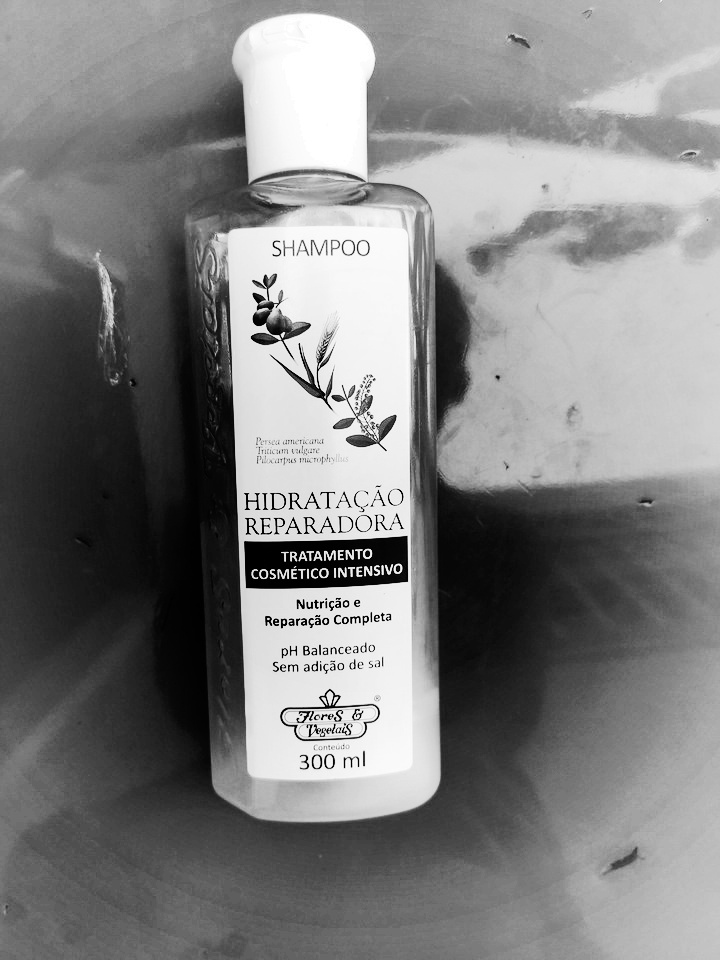 SHAMPOO
Persea americana
Triticum vulgare
Pilocarpus microphyllus
HIDRATAÇÃO
REPARADORA
TRATAMENTO
COSMÉTICO INTENSIVO
Nutrição e
Reparação Completa
pH Balanceado
Sem adição de sal
Flores &
Vegetais
®
Conteúdo
300 ml